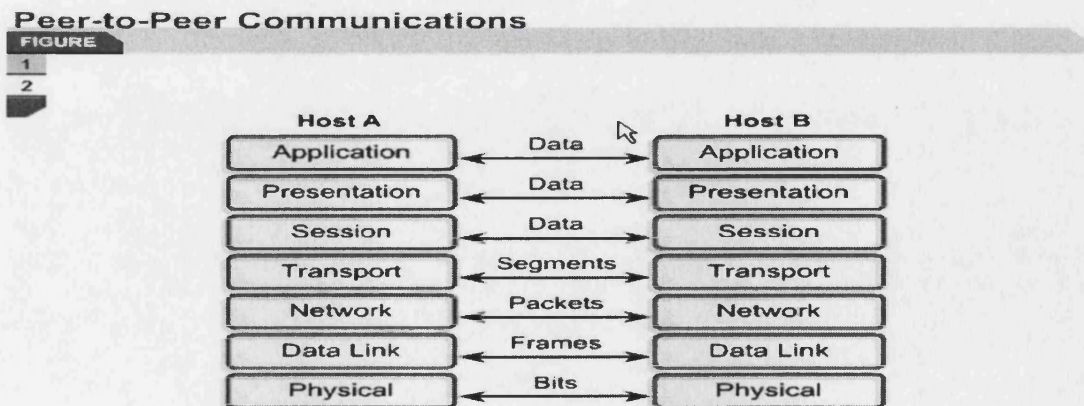 Peer-to-Peer Communications
FIGURE
1
2
Host A Host B
Application Data Application
Presentation Data Presentation
Session Data Session
Transport Segments Transport
Network Packets Network
Data Link Frames Data Link
Physical Bits Physical